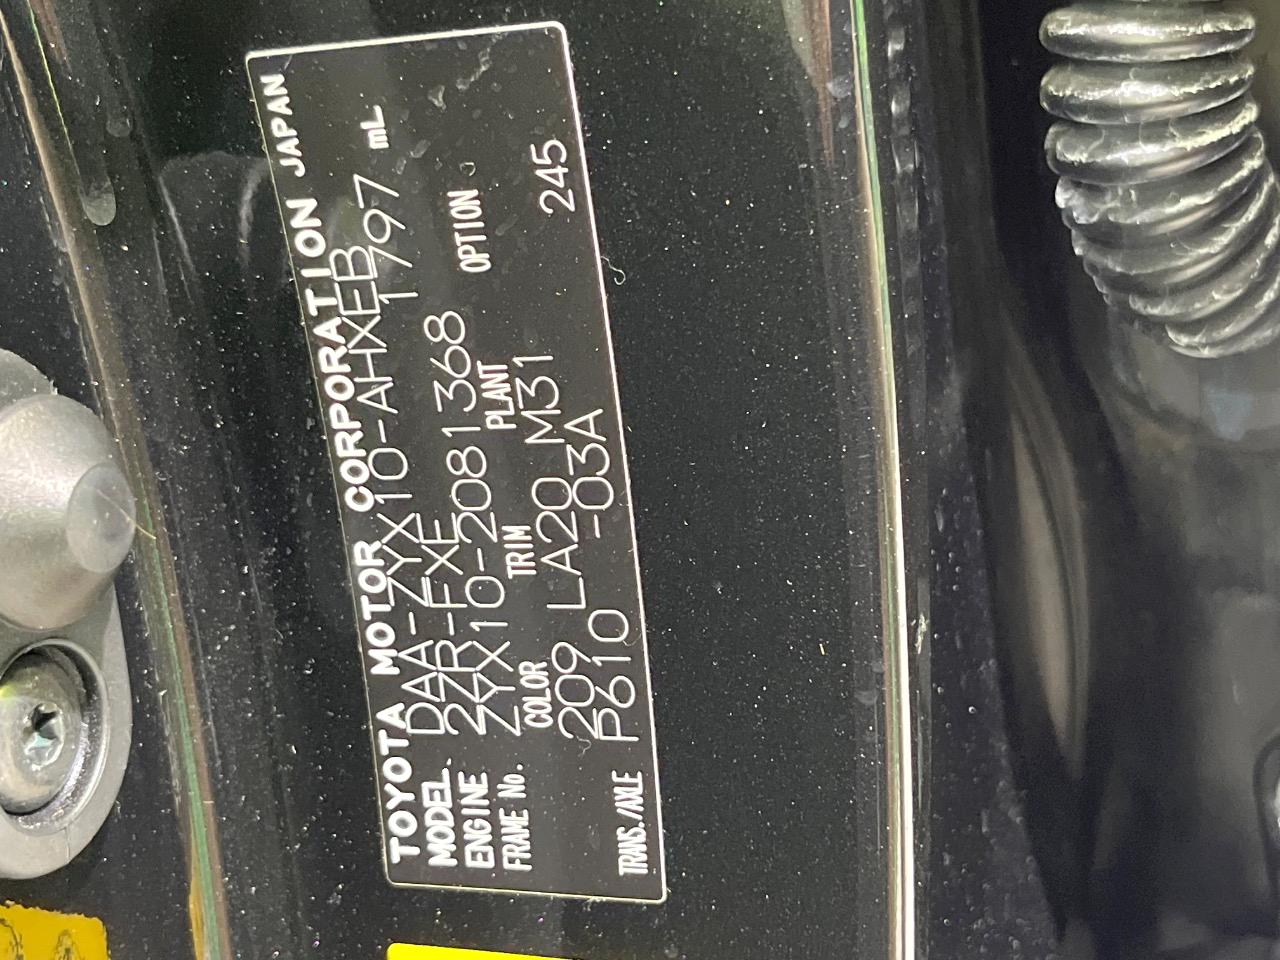 TOYOTA MOTOR CORPORATION JAPAN
MODEL DAA-ZYX10-AHXEB
ENGINE 2ZR-FXE 1797 mL
FRAME No. ZYX10-2081368
COLOR TRIM PLANT OPTION
209 LA20 M31 245
TRANS./AXLE P610 -03A